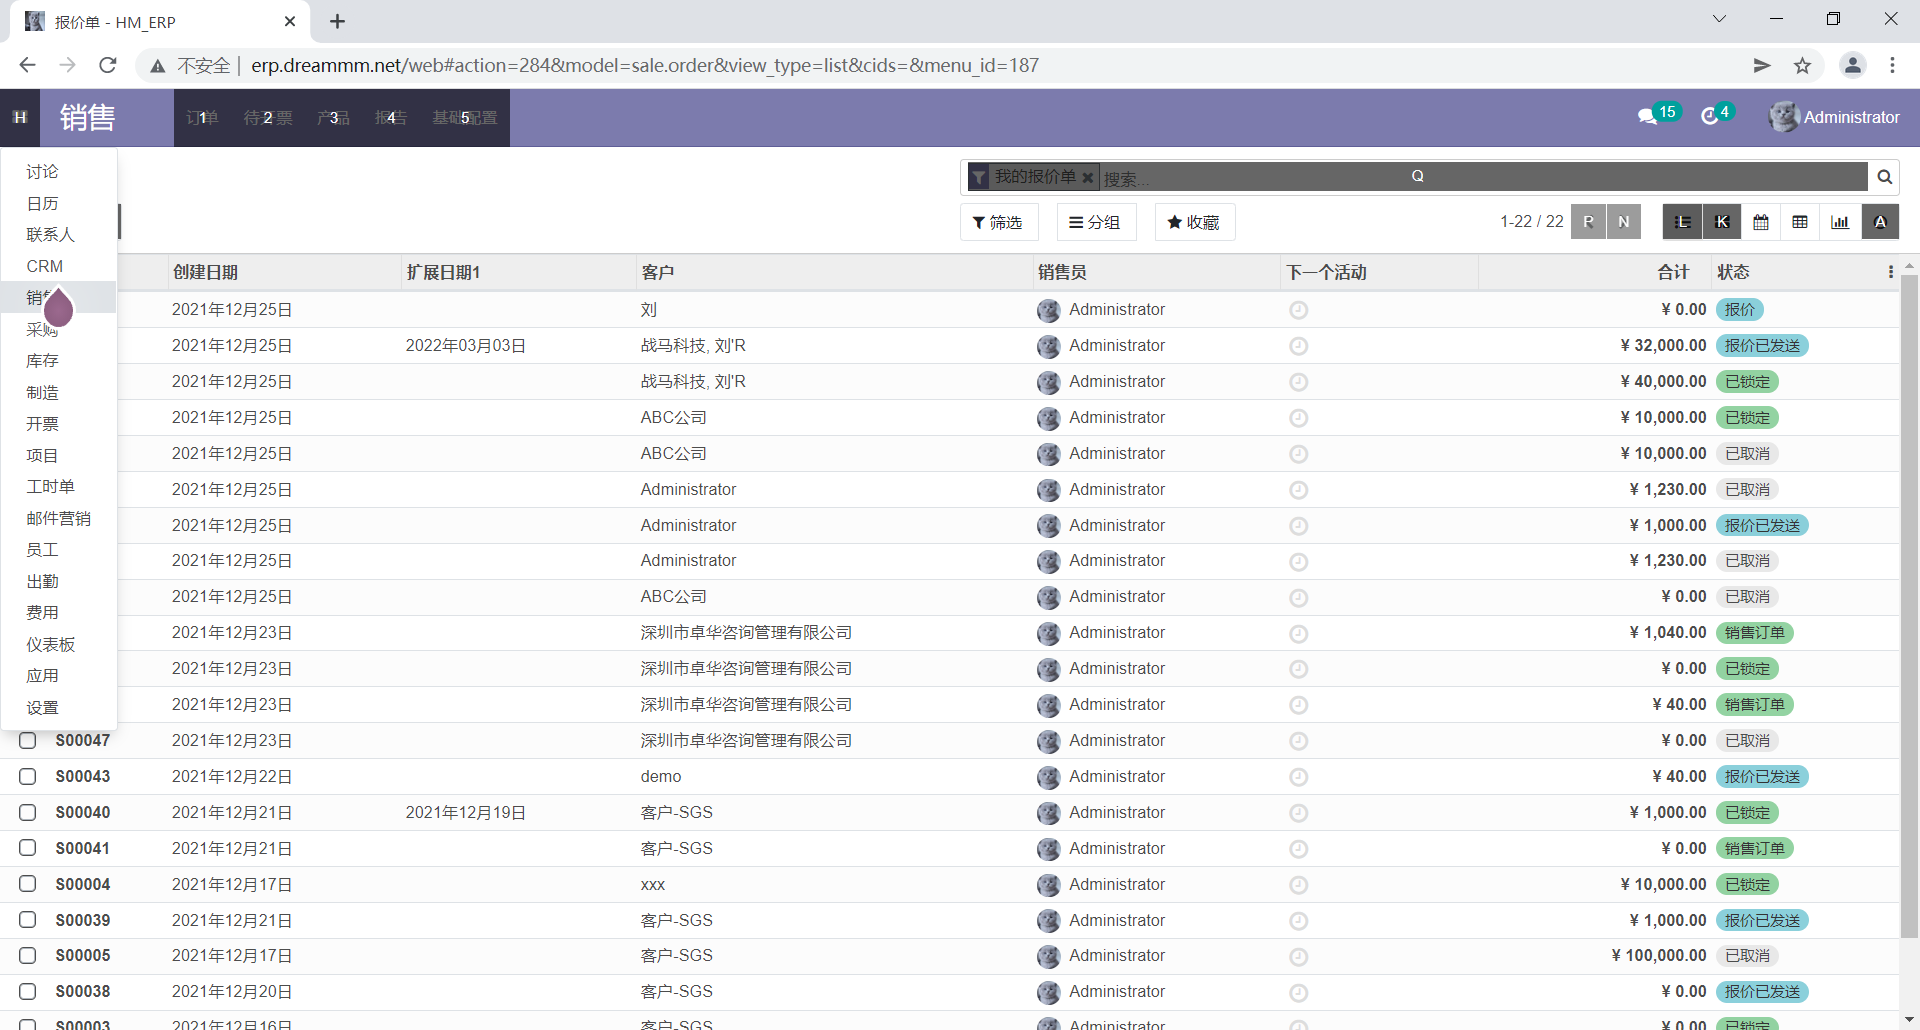 报价单 - HM_ERP
不安全 erp.dreammm.net/web#action=284&model=sale.order&view_type=list&cids=&menu_id=187
H 销售 订单 1 待开票 2 产品 3 报告 4 基础配置 5 15 4 Administrator
讨论
日历
联系人
CRM
销售
采购
库存
制造
开票
项目
工时单
邮件营销
员工
出勤
费用
仪表板
应用
设置
我的报价单 搜索... Q
筛选 分组 收藏 1-22 / 22 P N L K A
创建日期 扩展日期1 客户 销售员 下一个活动 合计 状态
2021年12月25日 刘 Administrator ¥ 0.00 报价
2021年12月25日 2022年03月03日 战马科技, 刘'R Administrator ¥ 32,000.00 报价已发送
2021年12月25日 战马科技, 刘'R Administrator ¥ 40,000.00 已锁定
2021年12月25日 ABC公司 Administrator ¥ 10,000.00 已锁定
2021年12月25日 ABC公司 Administrator ¥ 10,000.00 已取消
2021年12月25日 Administrator Administrator ¥ 1,230.00 已取消
2021年12月25日 Administrator Administrator ¥ 1,000.00 报价已发送
2021年12月25日 Administrator Administrator ¥ 1,230.00 已取消
2021年12月25日 ABC公司 Administrator ¥ 0.00 已取消
2021年12月23日 深圳市卓华咨询管理有限公司 Administrator ¥ 1,040.00 销售订单
2021年12月23日 深圳市卓华咨询管理有限公司 Administrator ¥ 0.00 已锁定
2021年12月23日 深圳市卓华咨询管理有限公司 Administrator ¥ 40.00 销售订单
S00047 2021年12月23日 深圳市卓华咨询管理有限公司 Administrator ¥ 0.00 已取消
S00043 2021年12月22日 demo Administrator ¥ 40.00 报价已发送
S00040 2021年12月21日 2021年12月19日 客户-SGS Administrator ¥ 1,000.00 已锁定
S00041 2021年12月21日 客户-SGS Administrator ¥ 0.00 销售订单
S00004 2021年12月17日 xxx Administrator ¥ 10,000.00 已锁定
S00039 2021年12月21日 客户-SGS Administrator ¥ 1,000.00 报价已发送
S00005 2021年12月17日 客户-SGS Administrator ¥ 100,000.00 已取消
S00038 2021年12月20日 客户-SGS Administrator ¥ 0.00 报价已发送
S00003 2021年12月16日 客户-SGS Administrator ¥ 0.00 已锁定